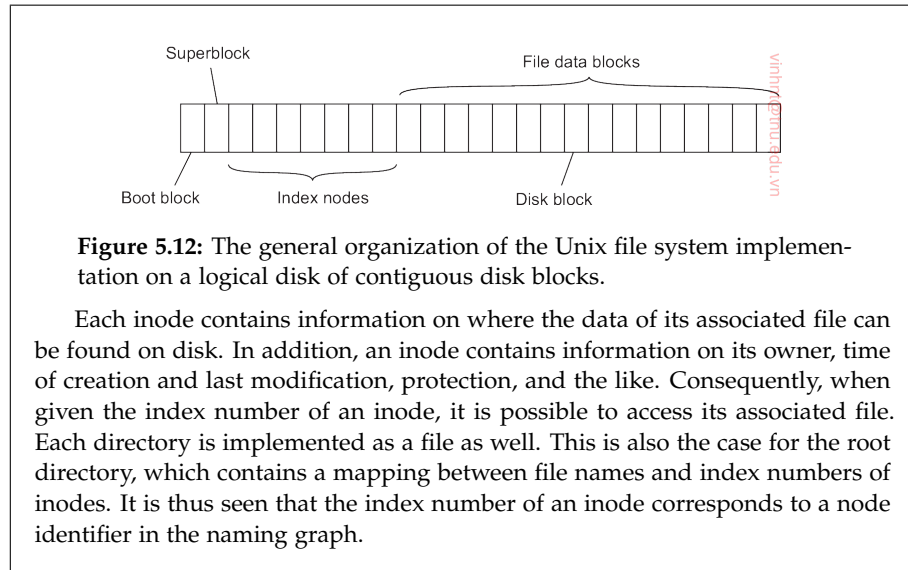 Superblock
File data blocks
Boot block
Index nodes
Disk block
vinhnt@tnu.edu.vn
Figure 5.12: The general organization of the Unix file system implemen-
tation on a logical disk of contiguous disk blocks.
Each inode contains information on where the data of its associated file can
be found on disk. In addition, an inode contains information on its owner, time
of creation and last modification, protection, and the like. Consequently, when
given the index number of an inode, it is possible to access its associated file.
Each directory is implemented as a file as well. This is also the case for the root
directory, which contains a mapping between file names and index numbers of
inodes. It is thus seen that the index number of an inode corresponds to a node
identifier in the naming graph.